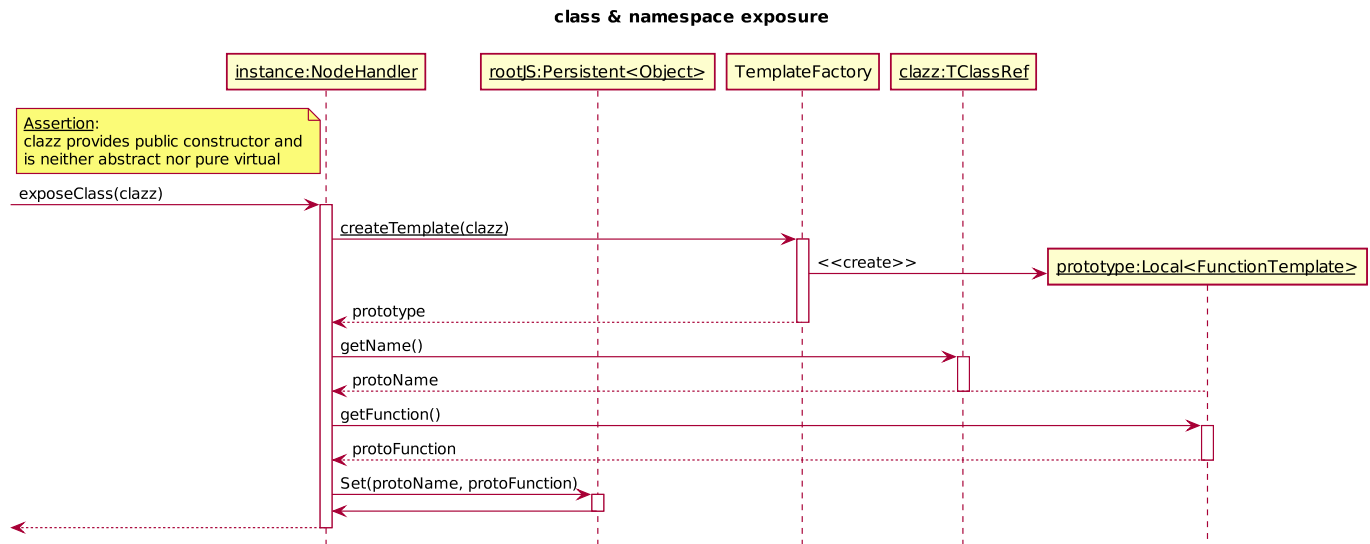 class & namespace exposure
instance:NodeHandler
rootJS:Persistent<Object>
TemplateFactory
clazz:TClassRef
Assertion:
clazz provides public constructor and
is neither abstract nor pure virtual
exposeClass(clazz)
createTemplate(clazz)
<<create>>
prototype:Local<FunctionTemplate>
prototype
getName()
protoName
getFunction()
protoFunction
Set(protoName, protoFunction)